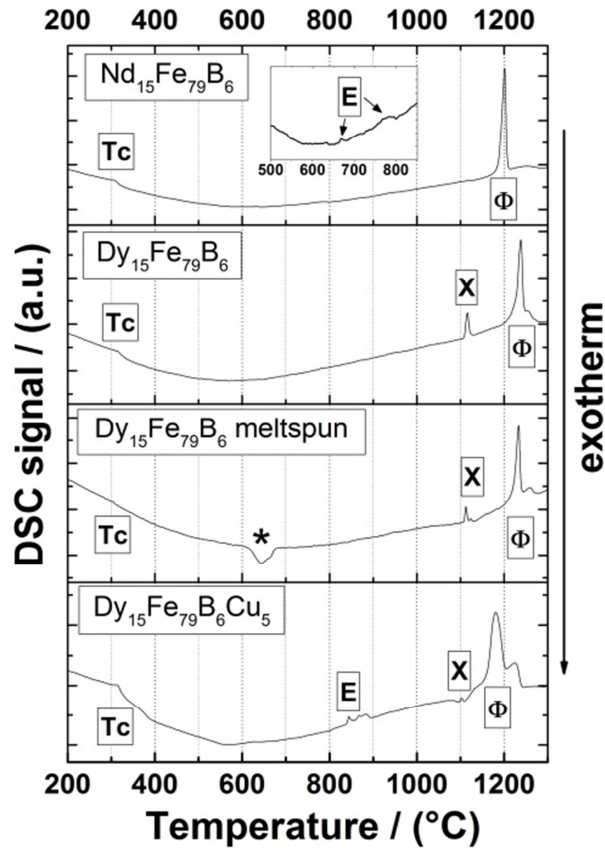 200 400 600 800 1000 1200
Nd₁₅Fe₇₉B₆
E
Tc
500 600 700 800
Φ
Dy₁₅Fe₇₉B₆
X
Tc
Φ
Dy₁₅Fe₇₉B₆ meltspun
X
*
Tc
Φ
Dy₁₅Fe₇₉B₆Cu₅
X
E
Φ
Tc
200 400 600 800 1000 1200
Temperature / (°C)
DSC signal / (a.u.)
exotherm